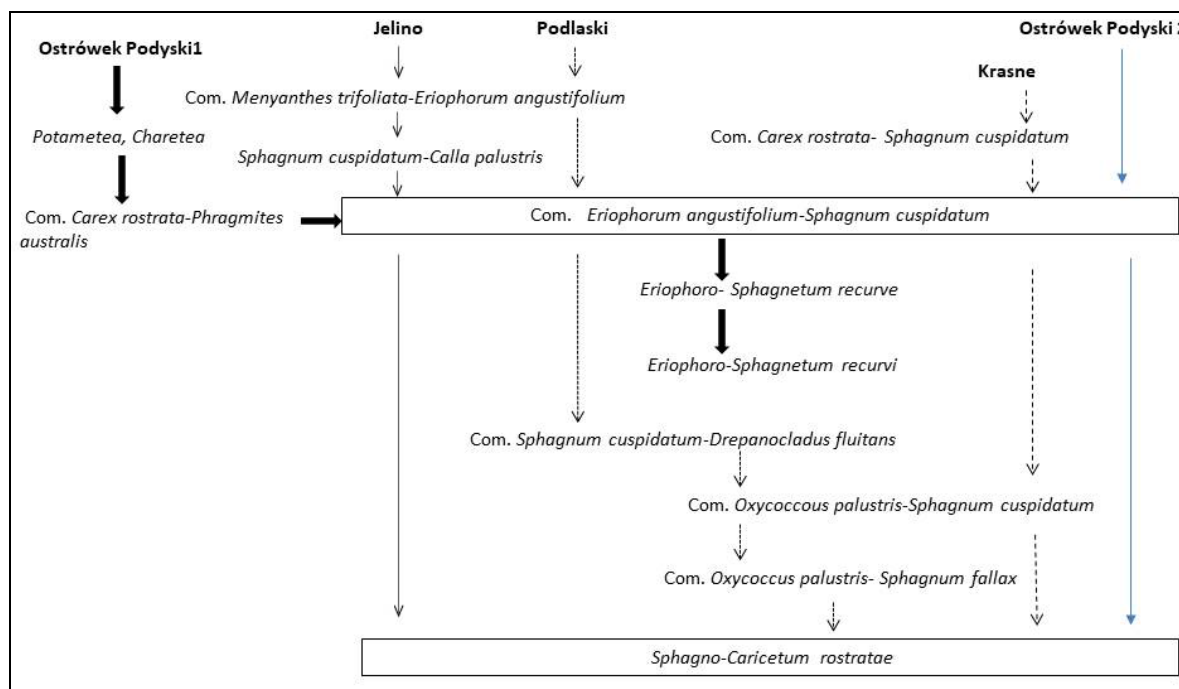 Jelino
Podlaski
Ostrówek Podyski 2
Ostrówek Podyski1
Krasne
Com. Menyanthes trifoliata-Eriophorum angustifolium
Potametea, Charetea
Com. Carex rostrata- Sphagnum cuspidatum
Sphagnum cuspidatum-Calla palustris
Com. Carex rostrata-Phragmites
australis
Com. Eriophorum angustifolium-Sphagnum cuspidatum
Eriophoro- Sphagnetum recurve
Eriophoro-Sphagnetum recurvi
Com. Sphagnum cuspidatum-Drepanocladus fluitans
Com. Oxycoccous palustris-Sphagnum cuspidatum
Com. Oxycoccus palustris- Sphagnum fallax
Sphagno-Caricetum rostratae